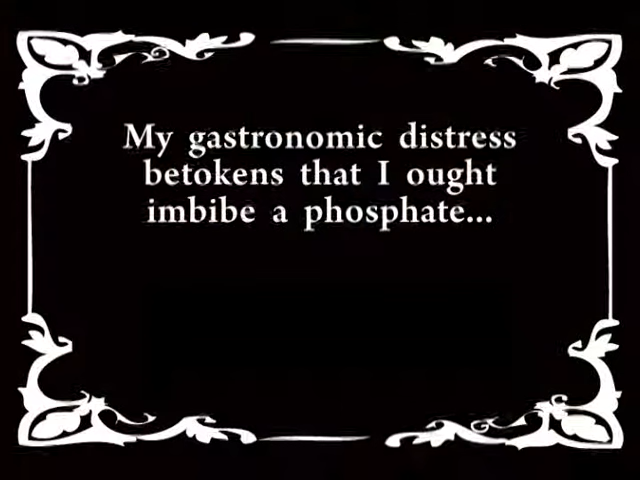 My gastronomic distress
betokens that I ought
imbibe a phosphate...